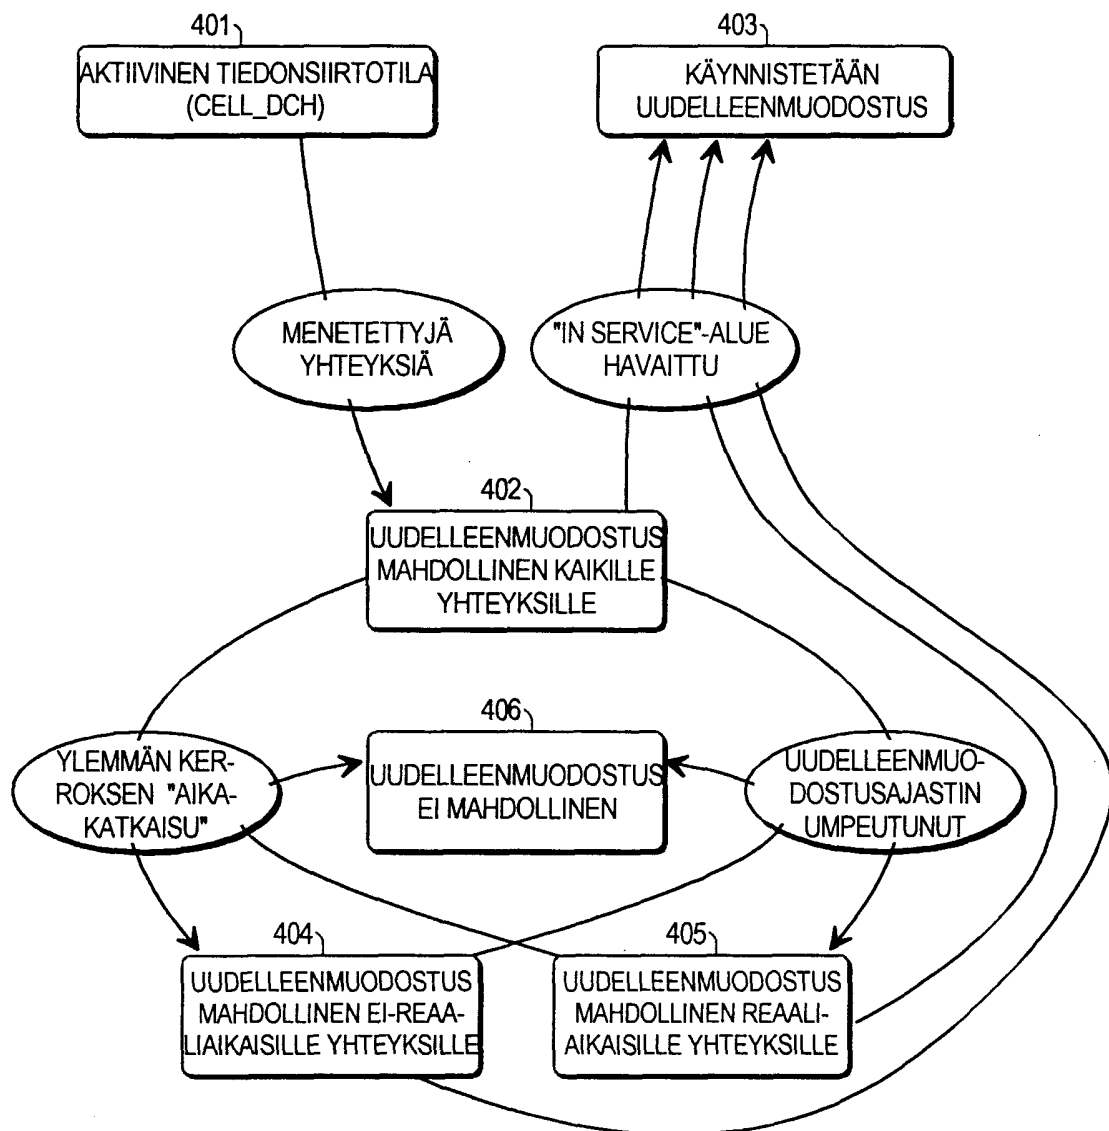 401
AKTIIVINEN TIEDONSIIRTOTILA
(CELL_DCH)
403
KÄYNNISTETÄÄN
UUDELLEENMUODOSTUS
MENETETTYJÄ
YHTEYKSIÄ
"IN SERVICE"-ALUE
HAVAITTU
402
UUDELLEENMUODOSTUS
MAHDOLLINEN KAIKILLE
YHTEYKSILLE
YLEMMÄN KER-
ROKSEN "AIKA-
KATKAISU"
406
UUDELLEENMUODOSTUS
EI MAHDOLLINEN
UUDELLEENMUO-
DOSTUSAJASTIN
UMPEUTUNUT
404
UUDELLEENMUODOSTUS
MAHDOLLINEN EI-REAA-
LIAIKAISILLE YHTEYKSILLE
405
UUDELLEENMUODOSTUS
MAHDOLLINEN REAALI-
AIKAISILLE YHTEYKSILLE